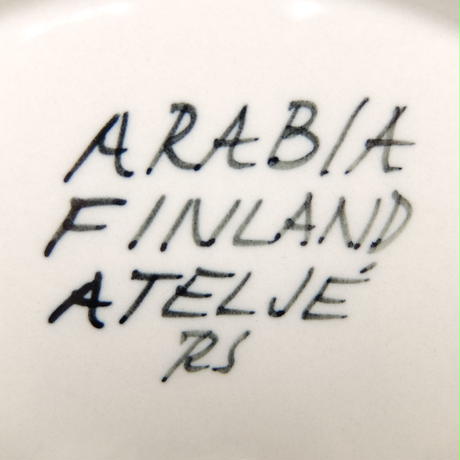 ARABIA
FINLAND
ATELJÉ
RS